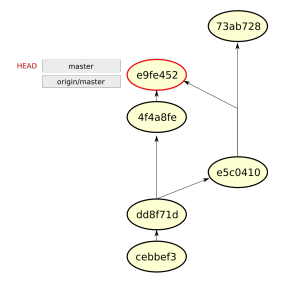 73ab728
HEAD master
origin/master
e9fe452
4f4a8fe
e5c0410
dd8f71d
cebbef3